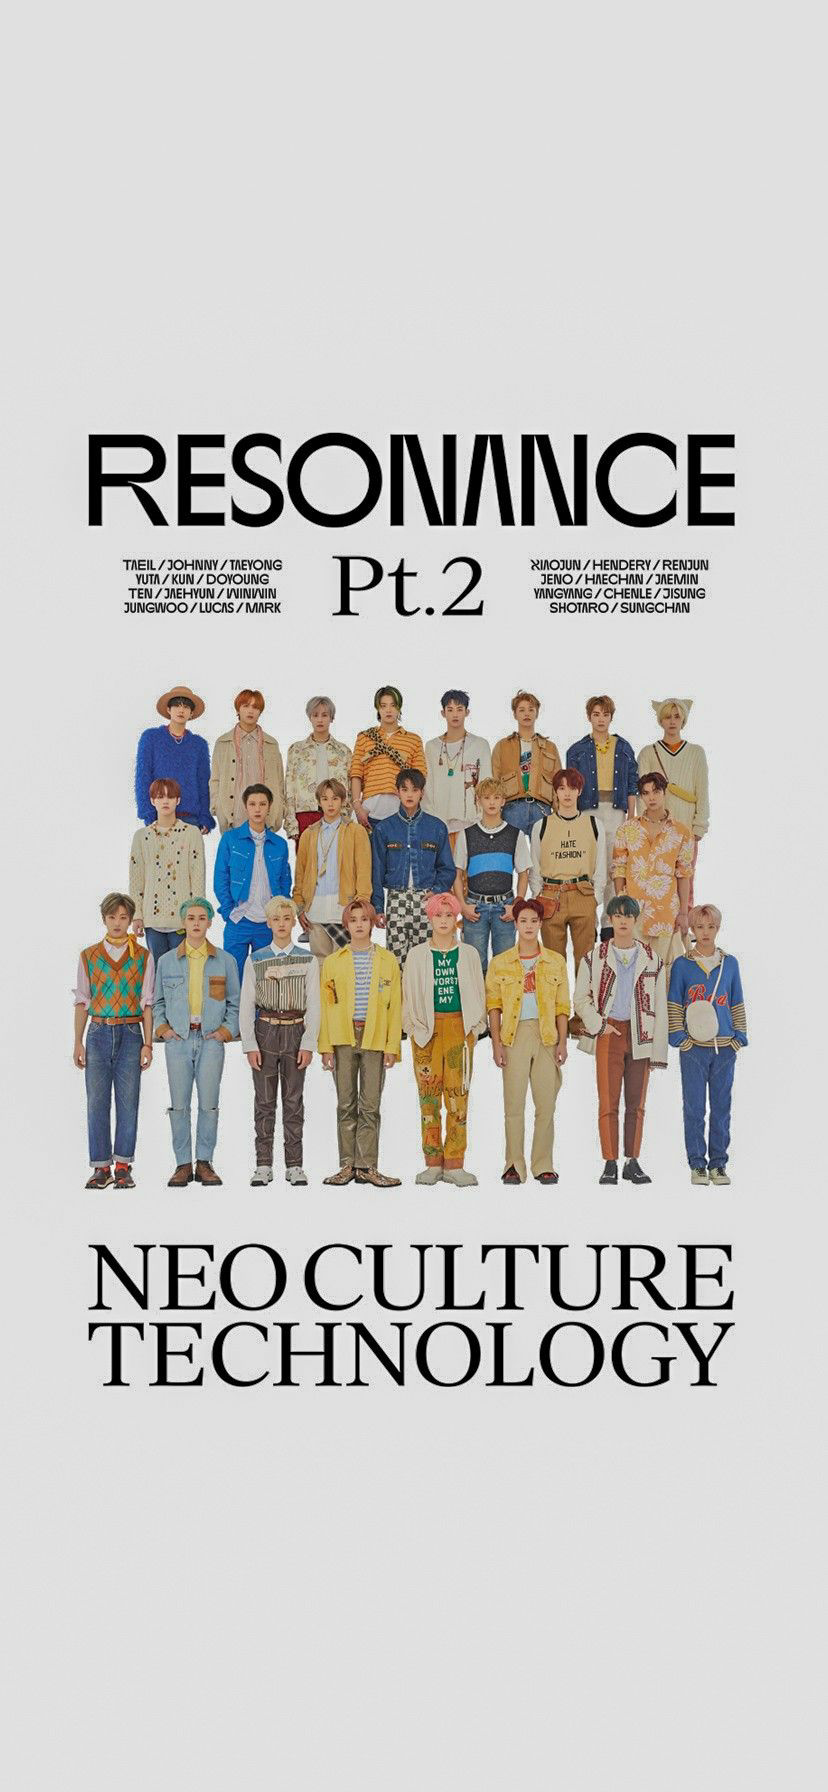 RESONANCE
TAEIL / JOHNNY / TAEYONG
YUTA / KUN / DOYOUNG
TEN / JAEHYUN / WINWIN
JUNGWOO / LUCAS / MARK
Pt.2
XIAOJUN / HENDERY / RENJUN
JENO / HAECHAN / JAEMIN
YANGYANG / CHENLE / JISUNG
SHOTARO / SUNGCHAN
I
HATE
"FASHION"
MY
OWN
WORST
ENE
MY
Red
NEO CULTURE
TECHNOLOGY